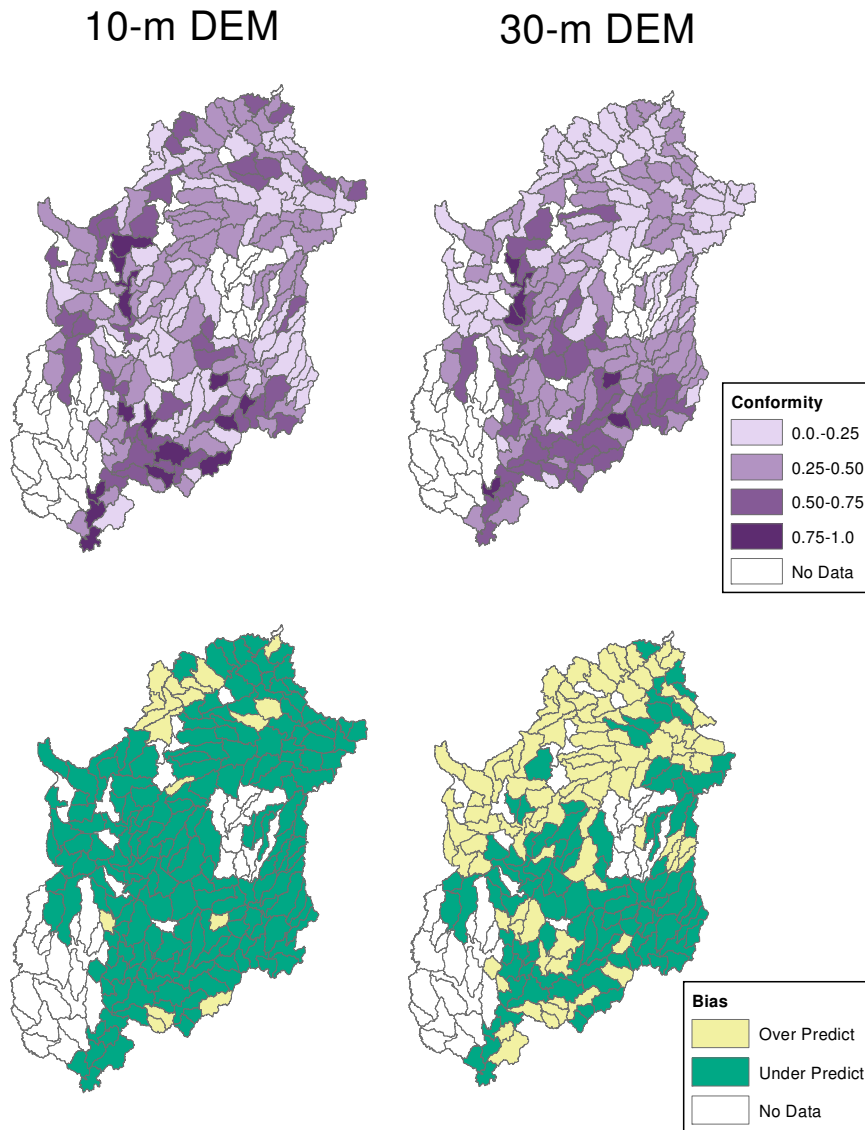 10-m DEM
30-m DEM
Conformity
0.0.-0.25
0.25-0.50
0.50-0.75
0.75-1.0
No Data
Bias
Over Predict
Under Predict
No Data